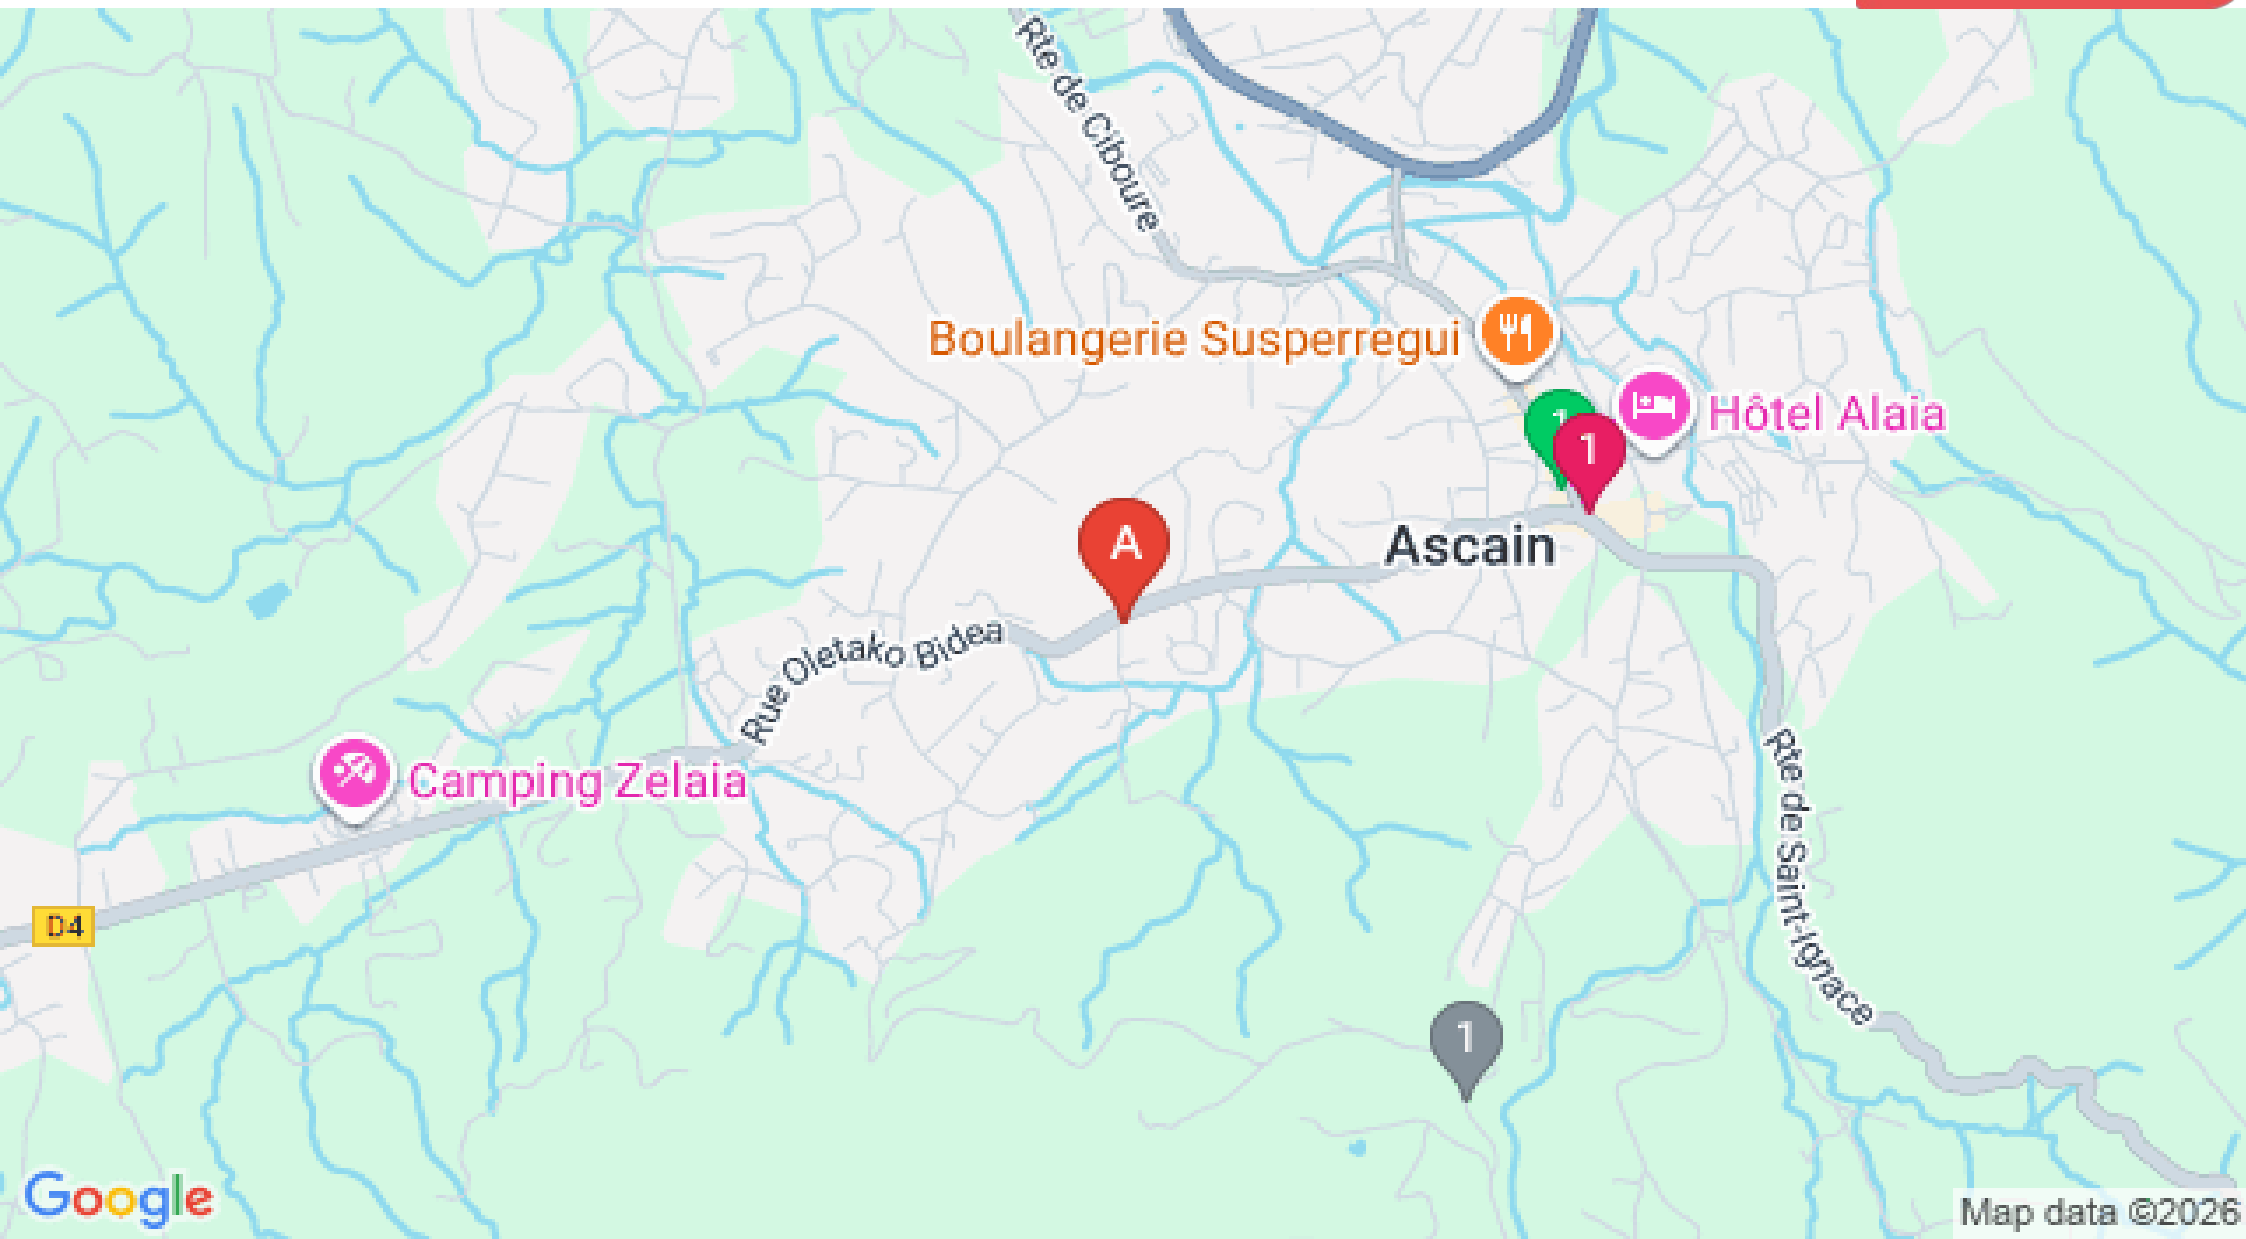 Rte de Ciboure
Boulangerie Susperregui
1
Hôtel Alaia
1
A
Ascain
Rue Oletako Bidea
Camping Zelaia
Rte de Saint-Ignace
D4
1
Google
Map data ©2026